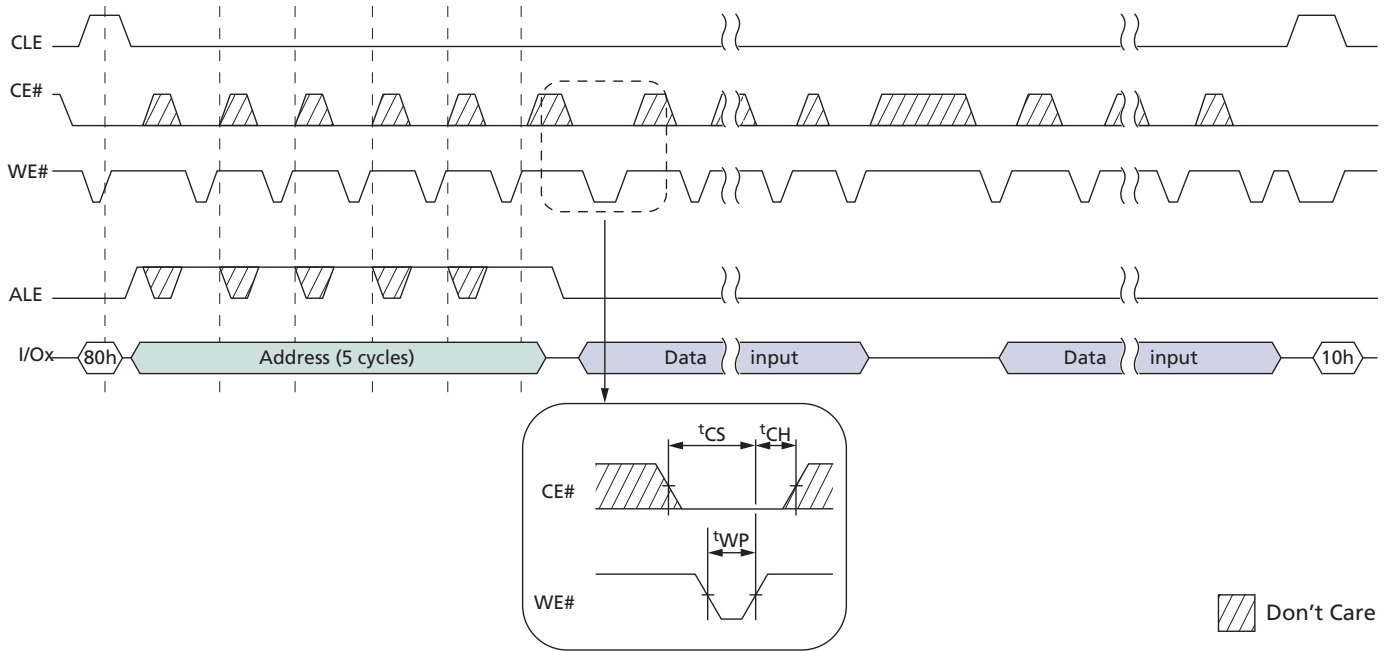 CLE
CE#
WE#
ALE
I/Ox
80h
Address (5 cycles)
Data input
Data input
10h
tCS tCH
CE#
tWP
WE#
Don't Care